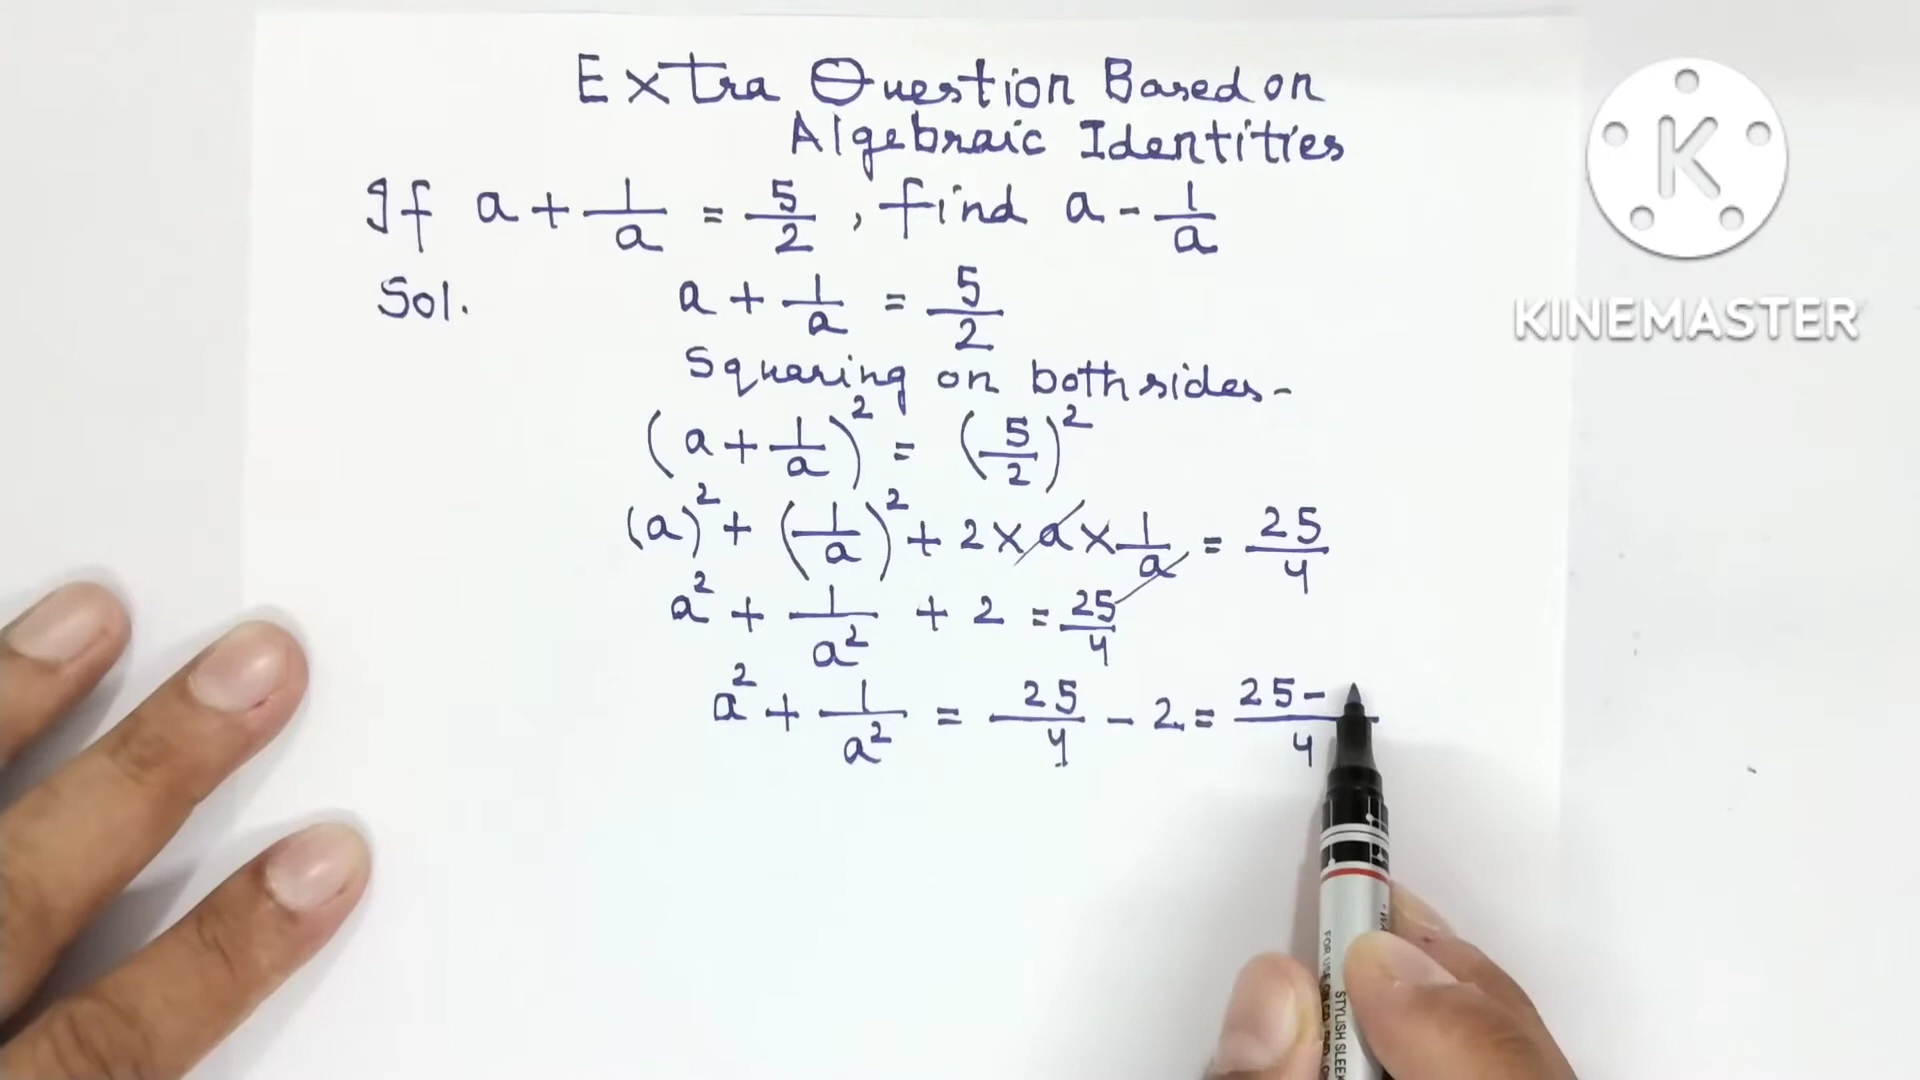 Extra Question Based on
Algebraic Identities
If a + 1/a = 5/2, find a - 1/a
Sol. a + 1/a = 5/2
Squaring on both sides -
(a + 1/a)² = (5/2)²
(a)² + (1/a)² + 2 × a × 1/a = 25/4
a² + 1/a² + 2 = 25/4
a² + 1/a² = 25/4 - 2 = 25-/4
K
KINEMASTER
STYLISH SLEEK